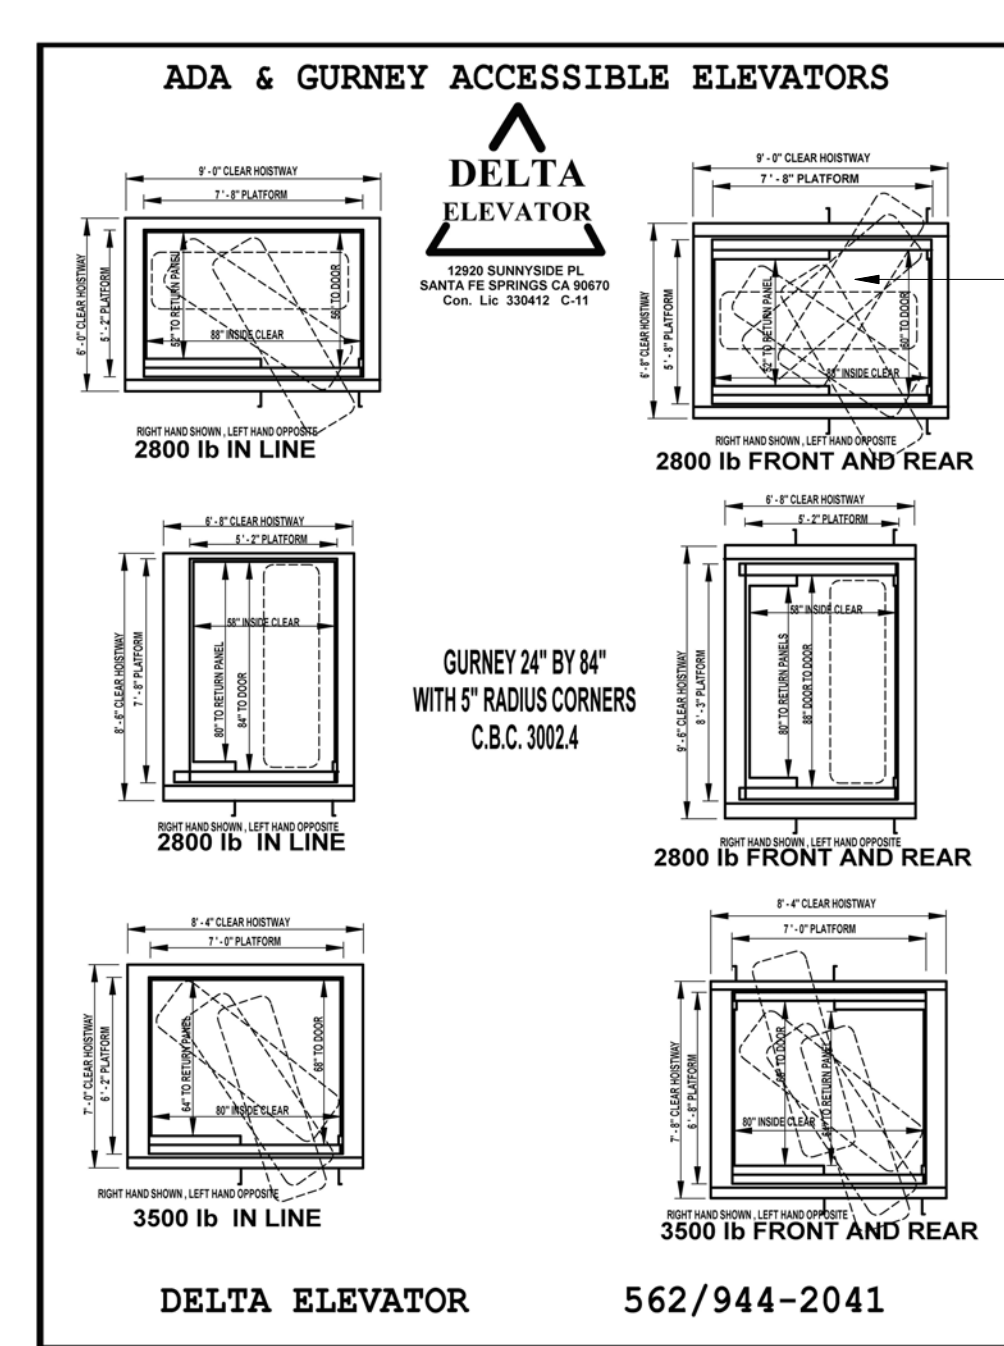 ADA & GURNEY ACCESSIBLE ELEVATORS
DELTA
ELEVATOR
12920 SUNNYSIDE PL
SANTA FE SPRINGS CA 90670
Con. Lic 330412 C-11
9' - 0" CLEAR HOISTWAY
7 ' - 8" PLATFORM
6' - 0" CLEAR HOISTWAY
5 ' - 2" PLATFORM
52" TO RETURN PANEL
56" TO DOOR
88" INSIDE CLEAR
RIGHT HAND SHOWN , LEFT HAND OPPOSITE
2800 lb IN LINE
9' - 0" CLEAR HOISTWAY
7 ' - 8" PLATFORM
6' - 8" CLEAR HOISTWAY
5 ' - 8" PLATFORM
52" TO RETURN PANEL
60" TO DOOR
88" INSIDE CLEAR
RIGHT HAND SHOWN , LEFT HAND OPPOSITE
2800 lb FRONT AND REAR
6' - 8" CLEAR HOISTWAY
5 ' - 2" PLATFORM
8' - 6" CLEAR HOISTWAY
7 ' - 8" PLATFORM
58" INSIDE CLEAR
80" TO RETURN PANEL
84" TO DOOR
RIGHT HAND SHOWN , LEFT HAND OPPOSITE
2800 lb IN LINE
GURNEY 24" BY 84"
WITH 5" RADIUS CORNERS
C.B.C. 3002.4
6' - 8" CLEAR HOISTWAY
5' - 2" PLATFORM
9' - 6" CLEAR HOISTWAY
8 ' - 3" PLATFORM
58" INSIDE CLEAR
80" TO RETURN PANELS
88" DOOR TO DOOR
RIGHT HAND SHOWN , LEFT HAND OPPOSITE
2800 lb FRONT AND REAR
8' - 4" CLEAR HOISTWAY
7 ' - 0" PLATFORM
7' - 0" CLEAR HOISTWAY
6 ' - 2" PLATFORM
64" TO RETURN PANEL
68" TO DOOR
80" INSIDE CLEAR
RIGHT HAND SHOWN , LEFT HAND OPPOSITE
3500 lb IN LINE
8' - 4" CLEAR HOISTWAY
7 ' - 0" PLATFORM
7' - 8" CLEAR HOISTWAY
6 ' - 8" PLATFORM
TO DOOR
TO RETURN PANEL
80" INSIDE CLEAR
RIGHT HAND SHOWN , LEFT HAND OPPOSITE
3500 lb FRONT AND REAR
DELTA ELEVATOR
562/944-2041